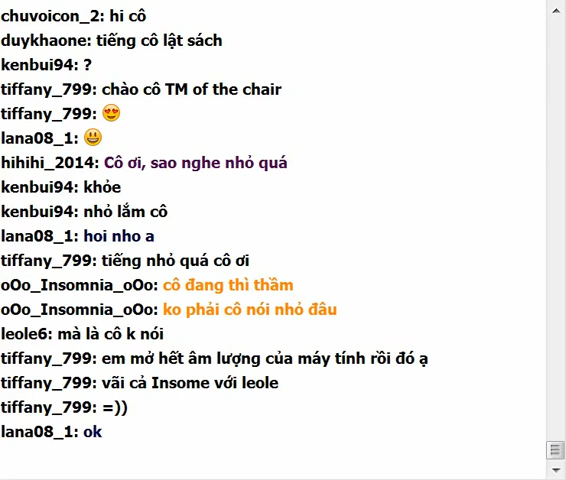 chuvoicon_2: hi cô
duykhaone: tiếng cô lật sách
kenbui94: ?
tiffany_799: chào cô TM of the chair
tiffany_799: 😍
lana08_1: 😃
hihihi_2014: Cô ơi, sao nghe nhỏ quá
kenbui94: khỏe
kenbui94: nhỏ lắm cô
lana08_1: hoi nho a
tiffany_799: tiếng nhỏ quá cô ơi
oOo_Insomnia_oOo: cô đang thì thầm
oOo_Insomnia_oOo: ko phải cô nói nhỏ đâu
leole6: mà là cô k nói
tiffany_799: em mở hết âm lượng của máy tính rồi đó ạ
tiffany_799: vãi cả Insome với leole
tiffany_799: =))
lana08_1: ok